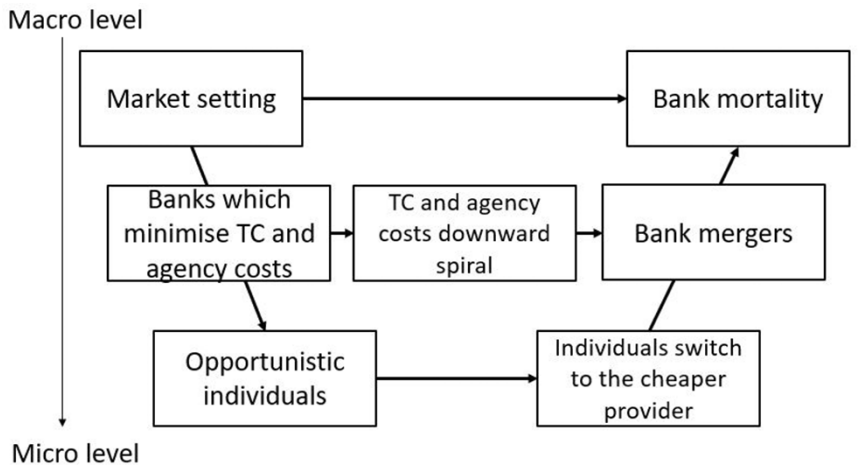 Macro level
Market setting
Bank mortality
Banks which
minimise TC and
agency costs
TC and agency
costs downward
spiral
Bank mergers
Opportunistic
individuals
Individuals switch
to the cheaper
provider
Micro level